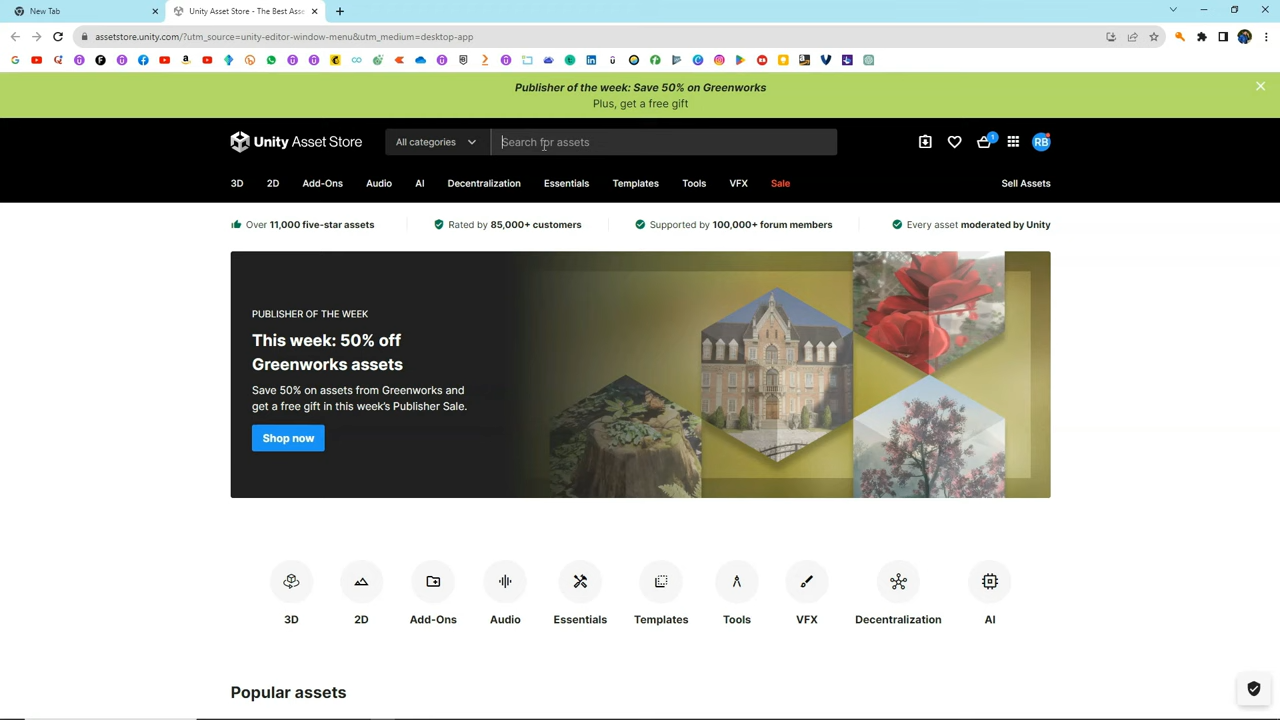 New Tab
Unity Asset Store - The Best Asse
assetstore.unity.com/?utm_source=unity-editor-window-menu&utm_medium=desktop-app
Publisher of the week: Save 50% on Greenworks
Plus, get a free gift
Unity Asset Store
All categories
Search for assets
1
RB
3D
2D
Add-Ons
Audio
AI
Decentralization
Essentials
Templates
Tools
VFX
Sale
Sell Assets
Over 11,000 five-star assets
Rated by 85,000+ customers
Supported by 100,000+ forum members
Every asset moderated by Unity
PUBLISHER OF THE WEEK
This week: 50% off
Greenworks assets
Save 50% on assets from Greenworks and
get a free gift in this week's Publisher Sale.
Shop now
3D
2D
Add-Ons
Audio
Essentials
Templates
Tools
VFX
Decentralization
AI
Popular assets